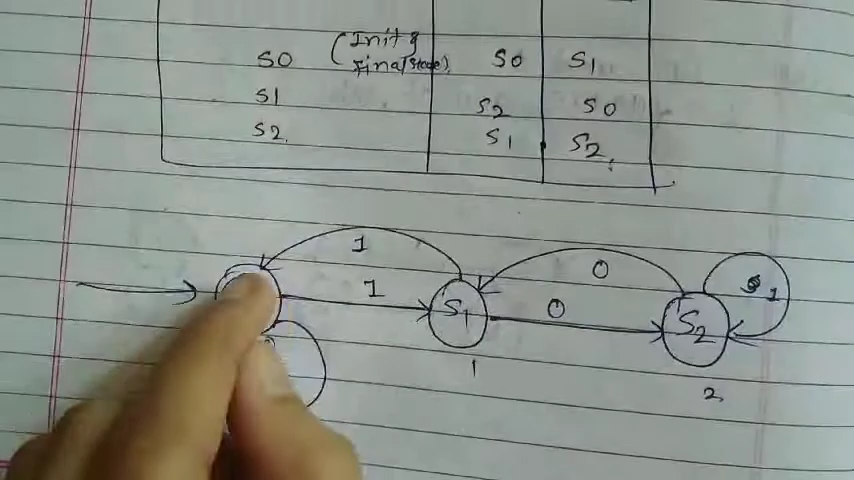 S0 (Init & Final state) S0 S1
S1 S2 S0
S2 S1 S2
1 0
1 S1 0 S2 1
1 2